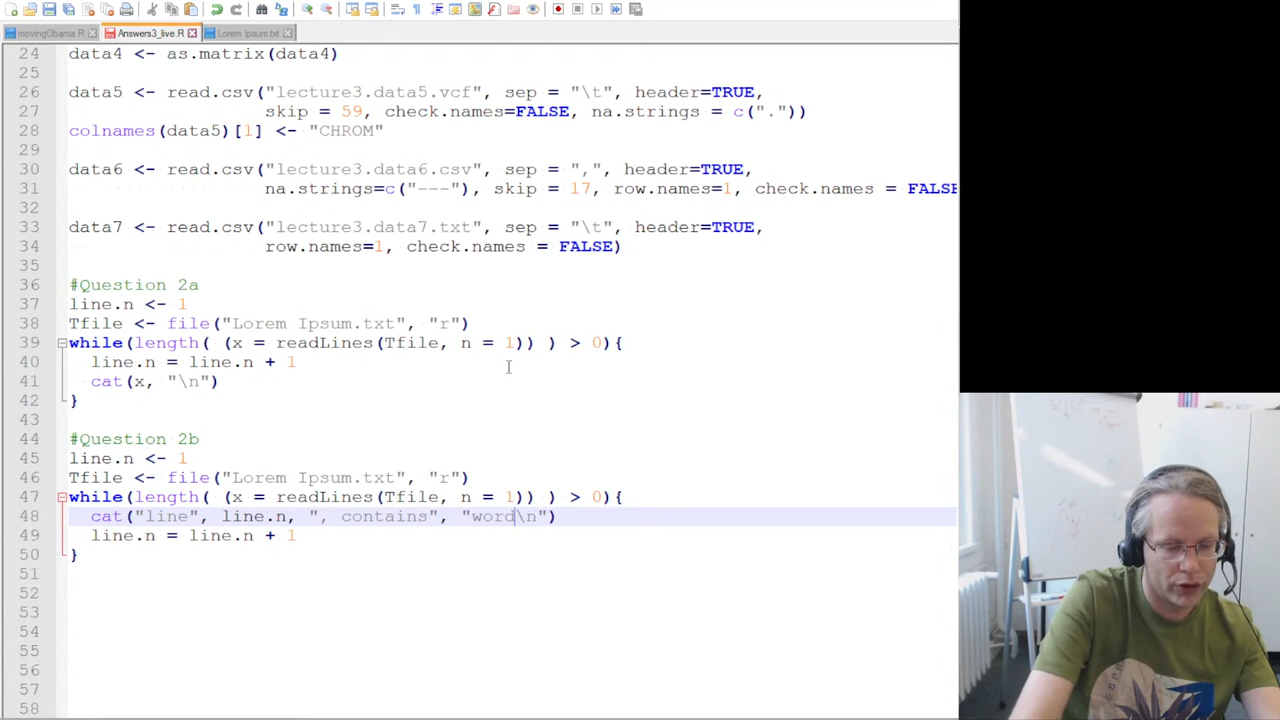 movingObama.R
Answers3_live.R
Lorem Ipsum.txt
24 data4 <- as.matrix(data4)
25
26 data5 <- read.csv("lecture3.data5.vcf", sep = "\t", header=TRUE,
27 skip = 59, check.names=FALSE, na.strings = c("."))
28 colnames(data5)[1] <- "CHROM"
29
30 data6 <- read.csv("lecture3.data6.csv", sep = ",", header=TRUE,
31 na.strings=c("---"), skip = 17, row.names=1, check.names = FALSE
32
33 data7 <- read.csv("lecture3.data7.txt", sep = "\t", header=TRUE,
34 row.names=1, check.names = FALSE)
35
36 #Question 2a
37 line.n <- 1
38 Tfile <- file("Lorem Ipsum.txt", "r")
39 while(length( (x = readLines(Tfile, n = 1)) ) > 0){
40 line.n = line.n + 1
41 cat(x, "\n")
42 }
43
44 #Question 2b
45 line.n <- 1
46 Tfile <- file("Lorem Ipsum.txt", "r")
47 while(length( (x = readLines(Tfile, n = 1)) ) > 0){
48 cat("line", line.n, ", contains", "word\n")
49 line.n = line.n + 1
50 }
51
52
53
54
55
56
57
58